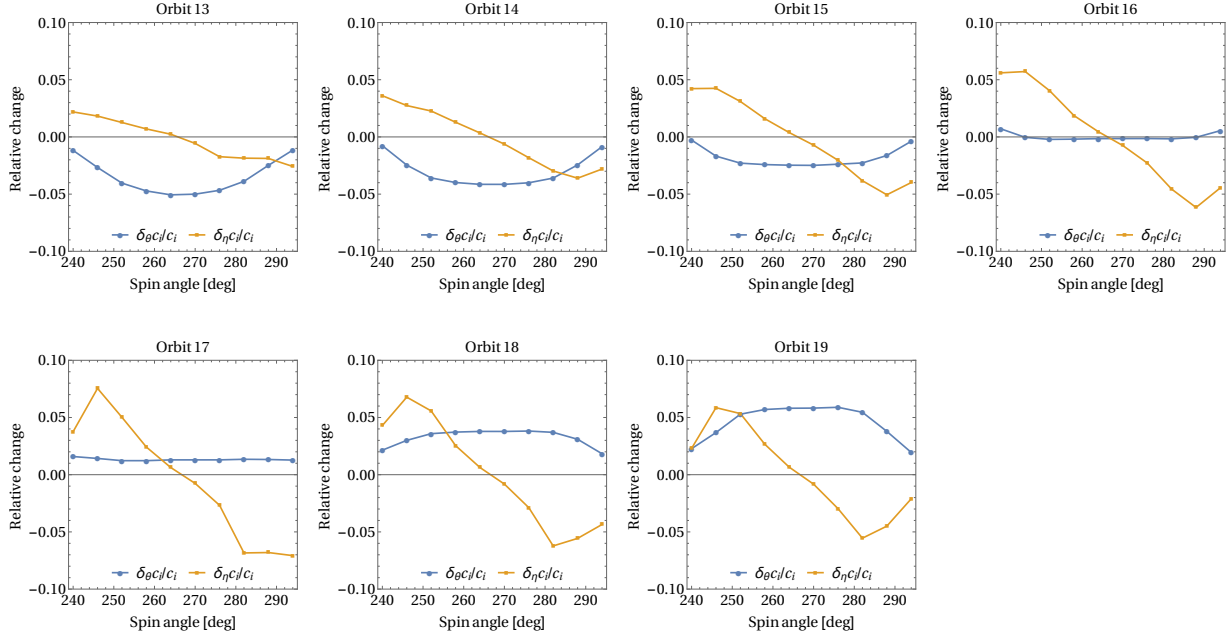 Orbit 13
Relative change
0.10
0.05
0.00
−0.05
−0.10
δθci/ci δηci/ci
240 250 260 270 280 290
Spin angle [deg]
Orbit 14
Relative change
0.10
0.05
0.00
−0.05
−0.10
δθci/ci δηci/ci
240 250 260 270 280 290
Spin angle [deg]
Orbit 15
Relative change
0.10
0.05
0.00
−0.05
−0.10
δθci/ci δηci/ci
240 250 260 270 280 290
Spin angle [deg]
Orbit 16
Relative change
0.10
0.05
0.00
−0.05
−0.10
δθci/ci δηci/ci
240 250 260 270 280 290
Spin angle [deg]
Orbit 17
Relative change
0.10
0.05
0.00
−0.05
−0.10
δθci/ci δηci/ci
240 250 260 270 280 290
Spin angle [deg]
Orbit 18
Relative change
0.10
0.05
0.00
−0.05
−0.10
δθci/ci δηci/ci
240 250 260 270 280 290
Spin angle [deg]
Orbit 19
Relative change
0.10
0.05
0.00
−0.05
−0.10
δθci/ci δηci/ci
240 250 260 270 280 290
Spin angle [deg]